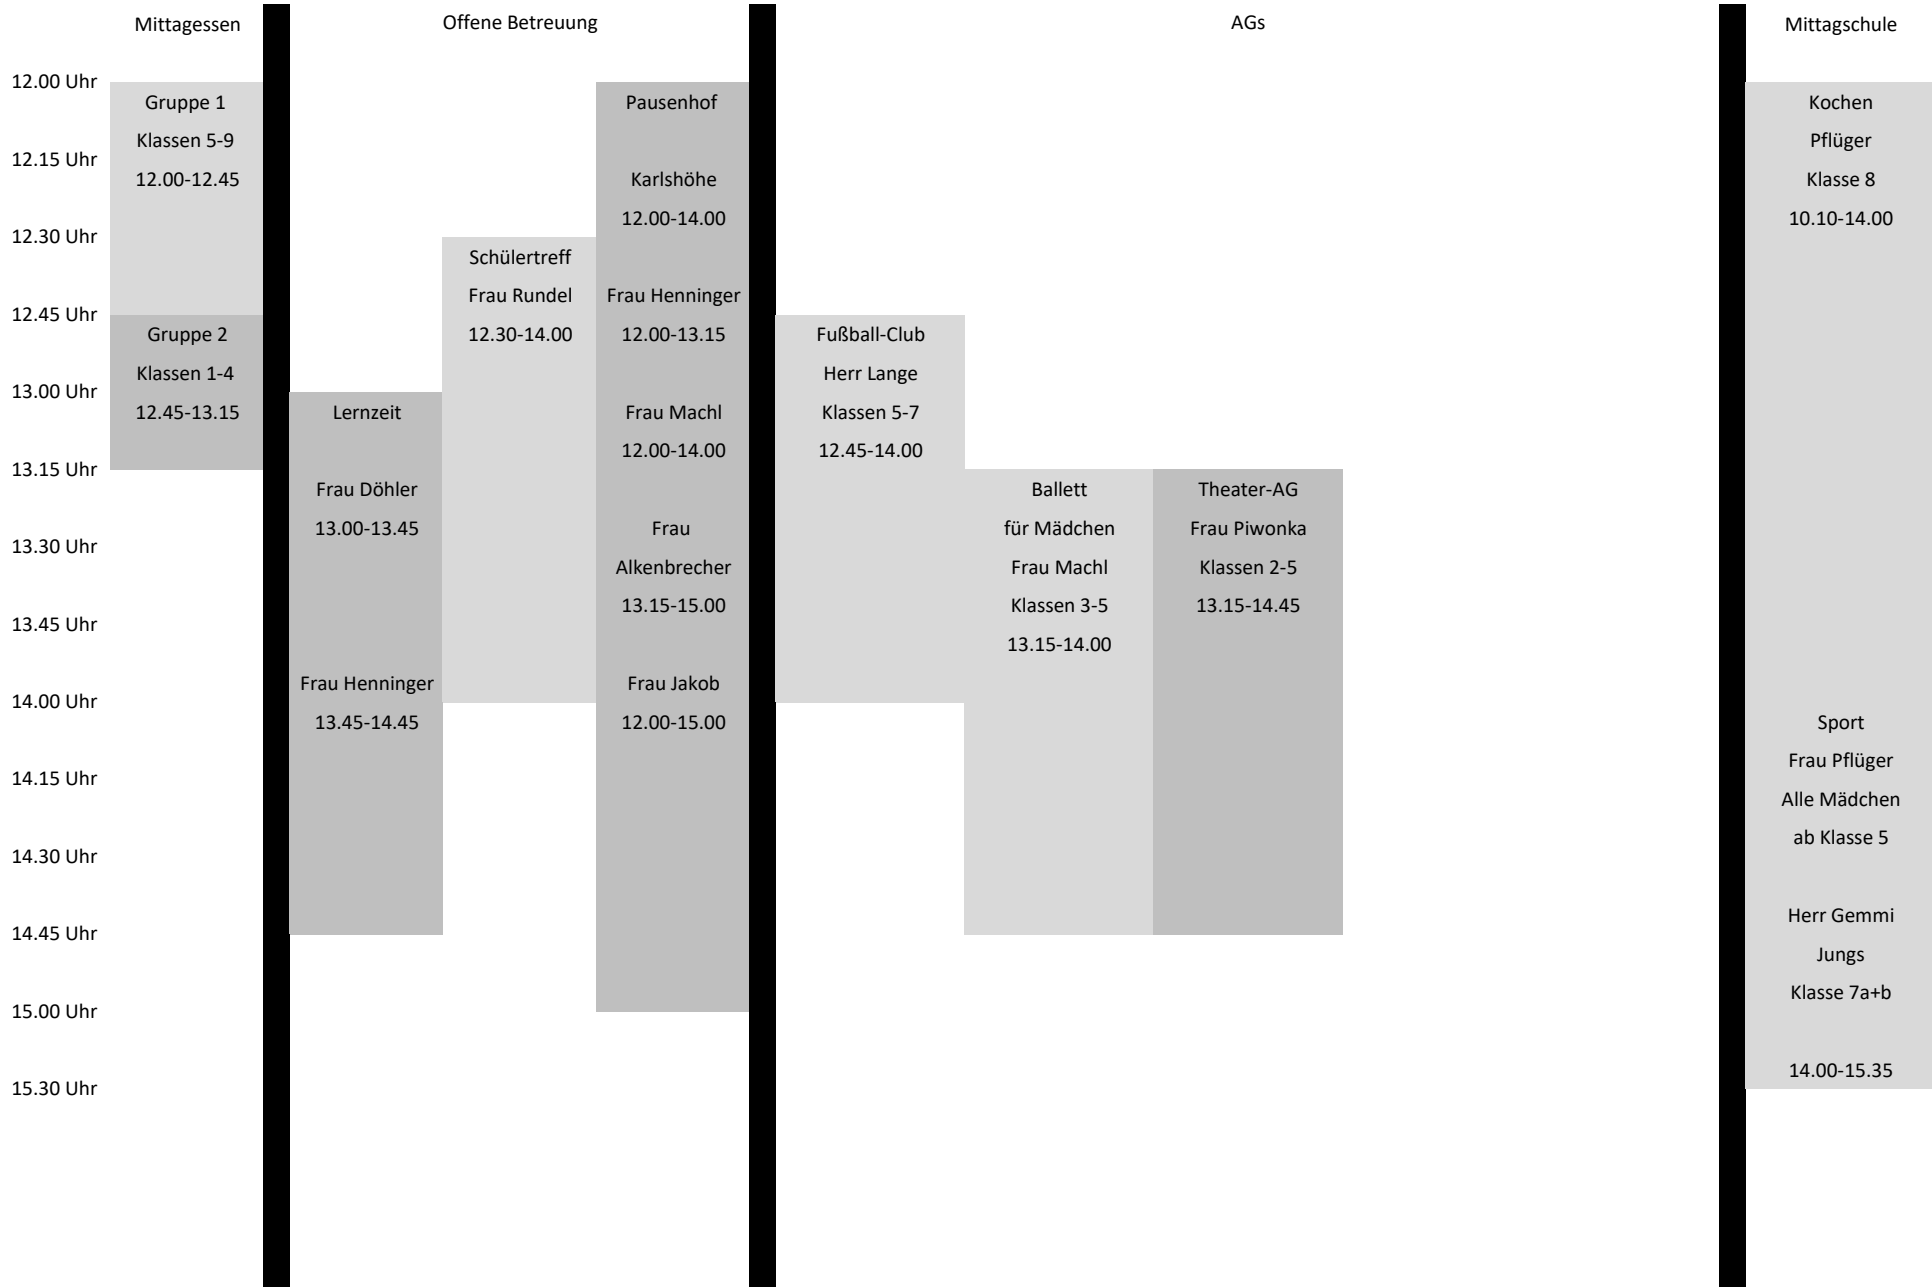 Mittagessen
Offene Betreuung
AGs
Mittagschule
12.00 Uhr
12.15 Uhr
12.30 Uhr
12.45 Uhr
13.00 Uhr
13.15 Uhr
13.30 Uhr
13.45 Uhr
14.00 Uhr
14.15 Uhr
14.30 Uhr
14.45 Uhr
15.00 Uhr
15.30 Uhr
Gruppe 1
Klassen 5-9
12.00-12.45
Gruppe 2
Klassen 1-4
12.45-13.15
Lernzeit
Frau Döhler
13.00-13.45
Frau Henninger
13.45-14.45
Schülertreff
Frau Rundel
12.30-14.00
Pausenhof
Karlshöhe
12.00-14.00
Frau Henninger
12.00-13.15
Frau Machl
12.00-14.00
Frau
Alkenbrecher
13.15-15.00
Frau Jakob
12.00-15.00
Fußball-Club
Herr Lange
Klassen 5-7
12.45-14.00
Ballett
für Mädchen
Frau Machl
Klassen 3-5
13.15-14.00
Theater-AG
Frau Piwonka
Klassen 2-5
13.15-14.45
Kochen
Pflüger
Klasse 8
10.10-14.00
Sport
Frau Pflüger
Alle Mädchen
ab Klasse 5
Herr Gemmi
Jungs
Klasse 7a+b
14.00-15.35